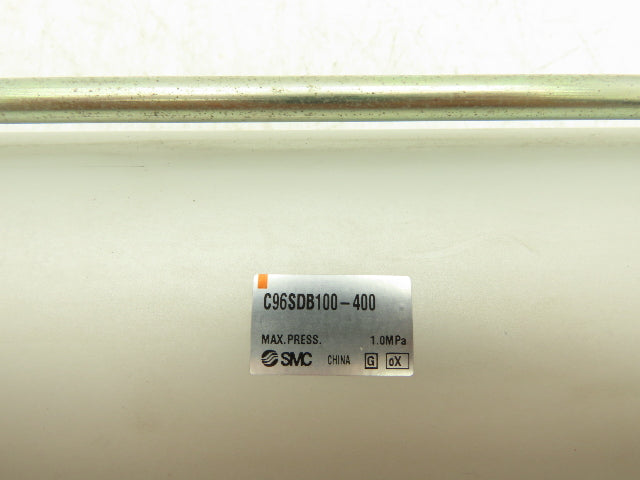 C96SDB100-400
MAX.PRESS. 1.0MPa
SMC CHINA G oX